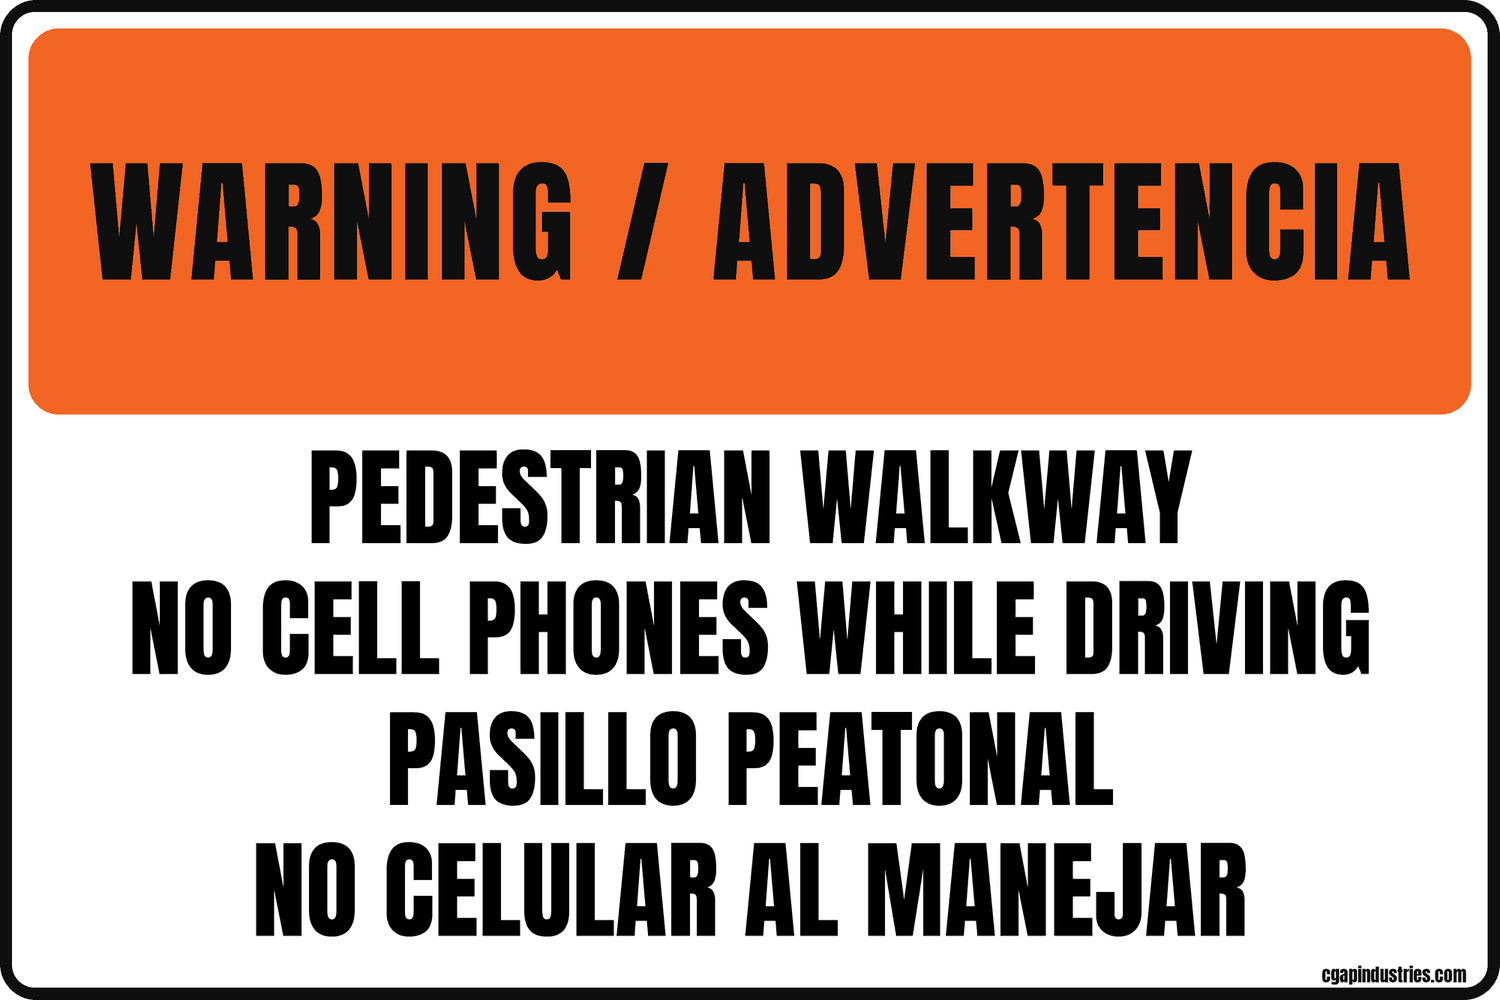 WARNING / ADVERTENCIA
PEDESTRIAN WALKWAY
NO CELL PHONES WHILE DRIVING
PASILLO PEATONAL
NO CELULAR AL MANEJAR
cgapindustries.com